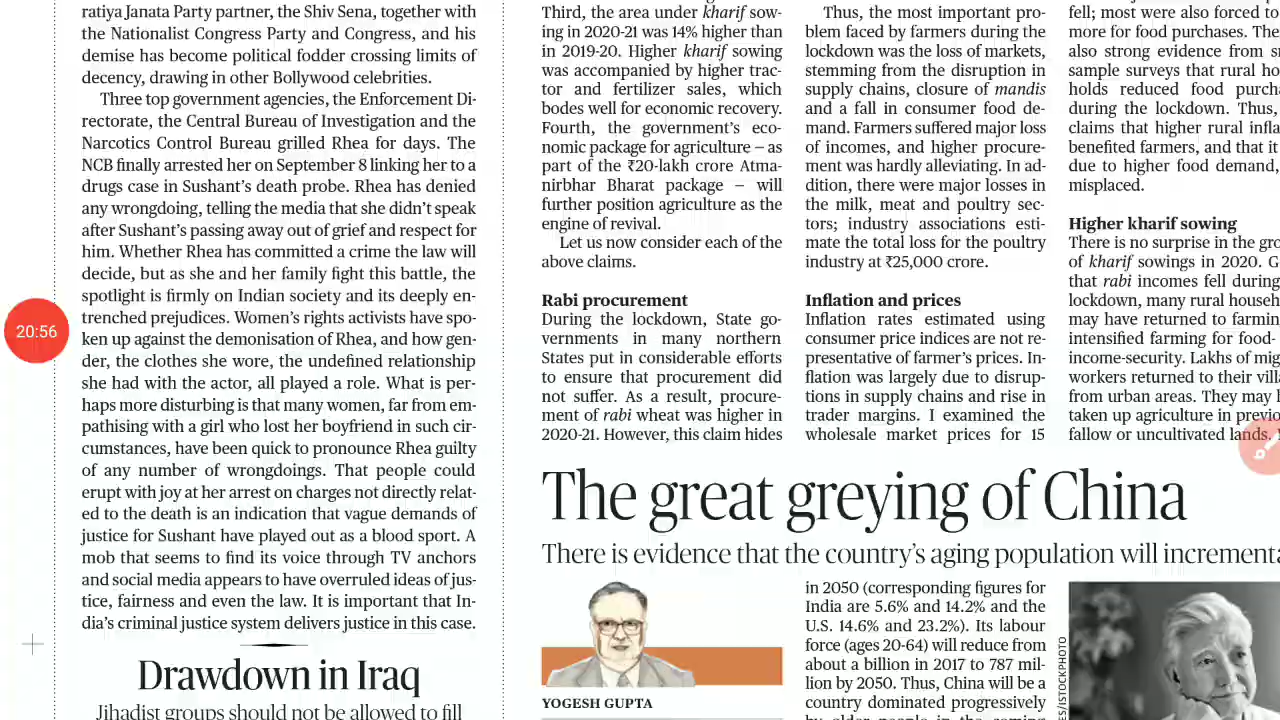 ratiya Janata Party partner, the Shiv Sena, together with
the Nationalist Congress Party and Congress, and his
demise has become political fodder crossing limits of
decency, drawing in other Bollywood celebrities.
Three top government agencies, the Enforcement Di-
rectorate, the Central Bureau of Investigation and the
Narcotics Control Bureau grilled Rhea for days. The
NCB finally arrested her on September 8 linking her to a
drugs case in Sushant's death probe. Rhea has denied
any wrongdoing, telling the media that she didn't speak
after Sushant's passing away out of grief and respect for
him. Whether Rhea has committed a crime the law will
decide, but as she and her family fight this battle, the
spotlight is firmly on Indian society and its deeply en-
trenched prejudices. Women's rights activists have spo-
ken up against the demonisation of Rhea, and how gen-
der, the clothes she wore, the undefined relationship
she had with the actor, all played a role. What is per-
haps more disturbing is that many women, far from em-
pathising with a girl who lost her boyfriend in such cir-
cumstances, have been quick to pronounce Rhea guilty
of any number of wrongdoings. That people could
erupt with joy at her arrest on charges not directly relat-
ed to the death is an indication that vague demands of
justice for Sushant have played out as a blood sport. A
mob that seems to find its voice through TV anchors
and social media appears to have overruled ideas of jus-
tice, fairness and even the law. It is important that In-
dia's criminal justice system delivers justice in this case.
Drawdown in Iraq
Jihadist groups should not be allowed to fill
20:56
Third, the area under kharif sow-
ing in 2020-21 was 14% higher than
in 2019-20. Higher kharif sowing
was accompanied by higher trac-
tor and fertilizer sales, which
bodes well for economic recovery.
Fourth, the government's eco-
nomic package for agriculture – as
part of the ₹20-lakh crore Atma-
nirbhar Bharat package – will
further position agriculture as the
engine of revival.
Let us now consider each of the
above claims.
Rabi procurement
During the lockdown, State go-
vernments in many northern
States put in considerable efforts
to ensure that procurement did
not suffer. As a result, procure-
ment of rabi wheat was higher in
2020-21. However, this claim hides
Thus, the most important pro-
blem faced by farmers during the
lockdown was the loss of markets,
stemming from the disruption in
supply chains, closure of mandis
and a fall in consumer food de-
mand. Farmers suffered major loss
of incomes, and higher procure-
ment was hardly alleviating. In ad-
dition, there were major losses in
the milk, meat and poultry sec-
tors; industry associations esti-
mate the total loss for the poultry
industry at ₹25,000 crore.
Inflation and prices
Inflation rates estimated using
consumer price indices are not re-
presentative of farmer's prices. In-
flation was largely due to disrup-
tions in supply chains and rise in
trader margins. I examined the
wholesale market prices for 15
fell; most were also forced to
more for food purchases. The
also strong evidence from s
sample surveys that rural ho
holds reduced food purch
during the lockdown. Thus,
claims that higher rural infla
benefited farmers, and that it
due to higher food demand,
misplaced.
Higher kharif sowing
There is no surprise in the gro
of kharif sowings in 2020. G
that rabi incomes fell during
lockdown, many rural househ
may have returned to farmin
intensified farming for food-
income-security. Lakhs of mig
workers returned to their villa
from urban areas. They may h
taken up agriculture in previo
fallow or uncultivated lands.
The great greying of China
There is evidence that the country's aging population will incrementa
YOGESH GUPTA
in 2050 (corresponding figures for
India are 5.6% and 14.2% and the
U.S. 14.6% and 23.2%). Its labour
force (ages 20-64) will reduce from
about a billion in 2017 to 787 mil-
lion by 2050. Thus, China will be a
country dominated progressively
by older people in the coming
ES/ISTOCKPHOTO